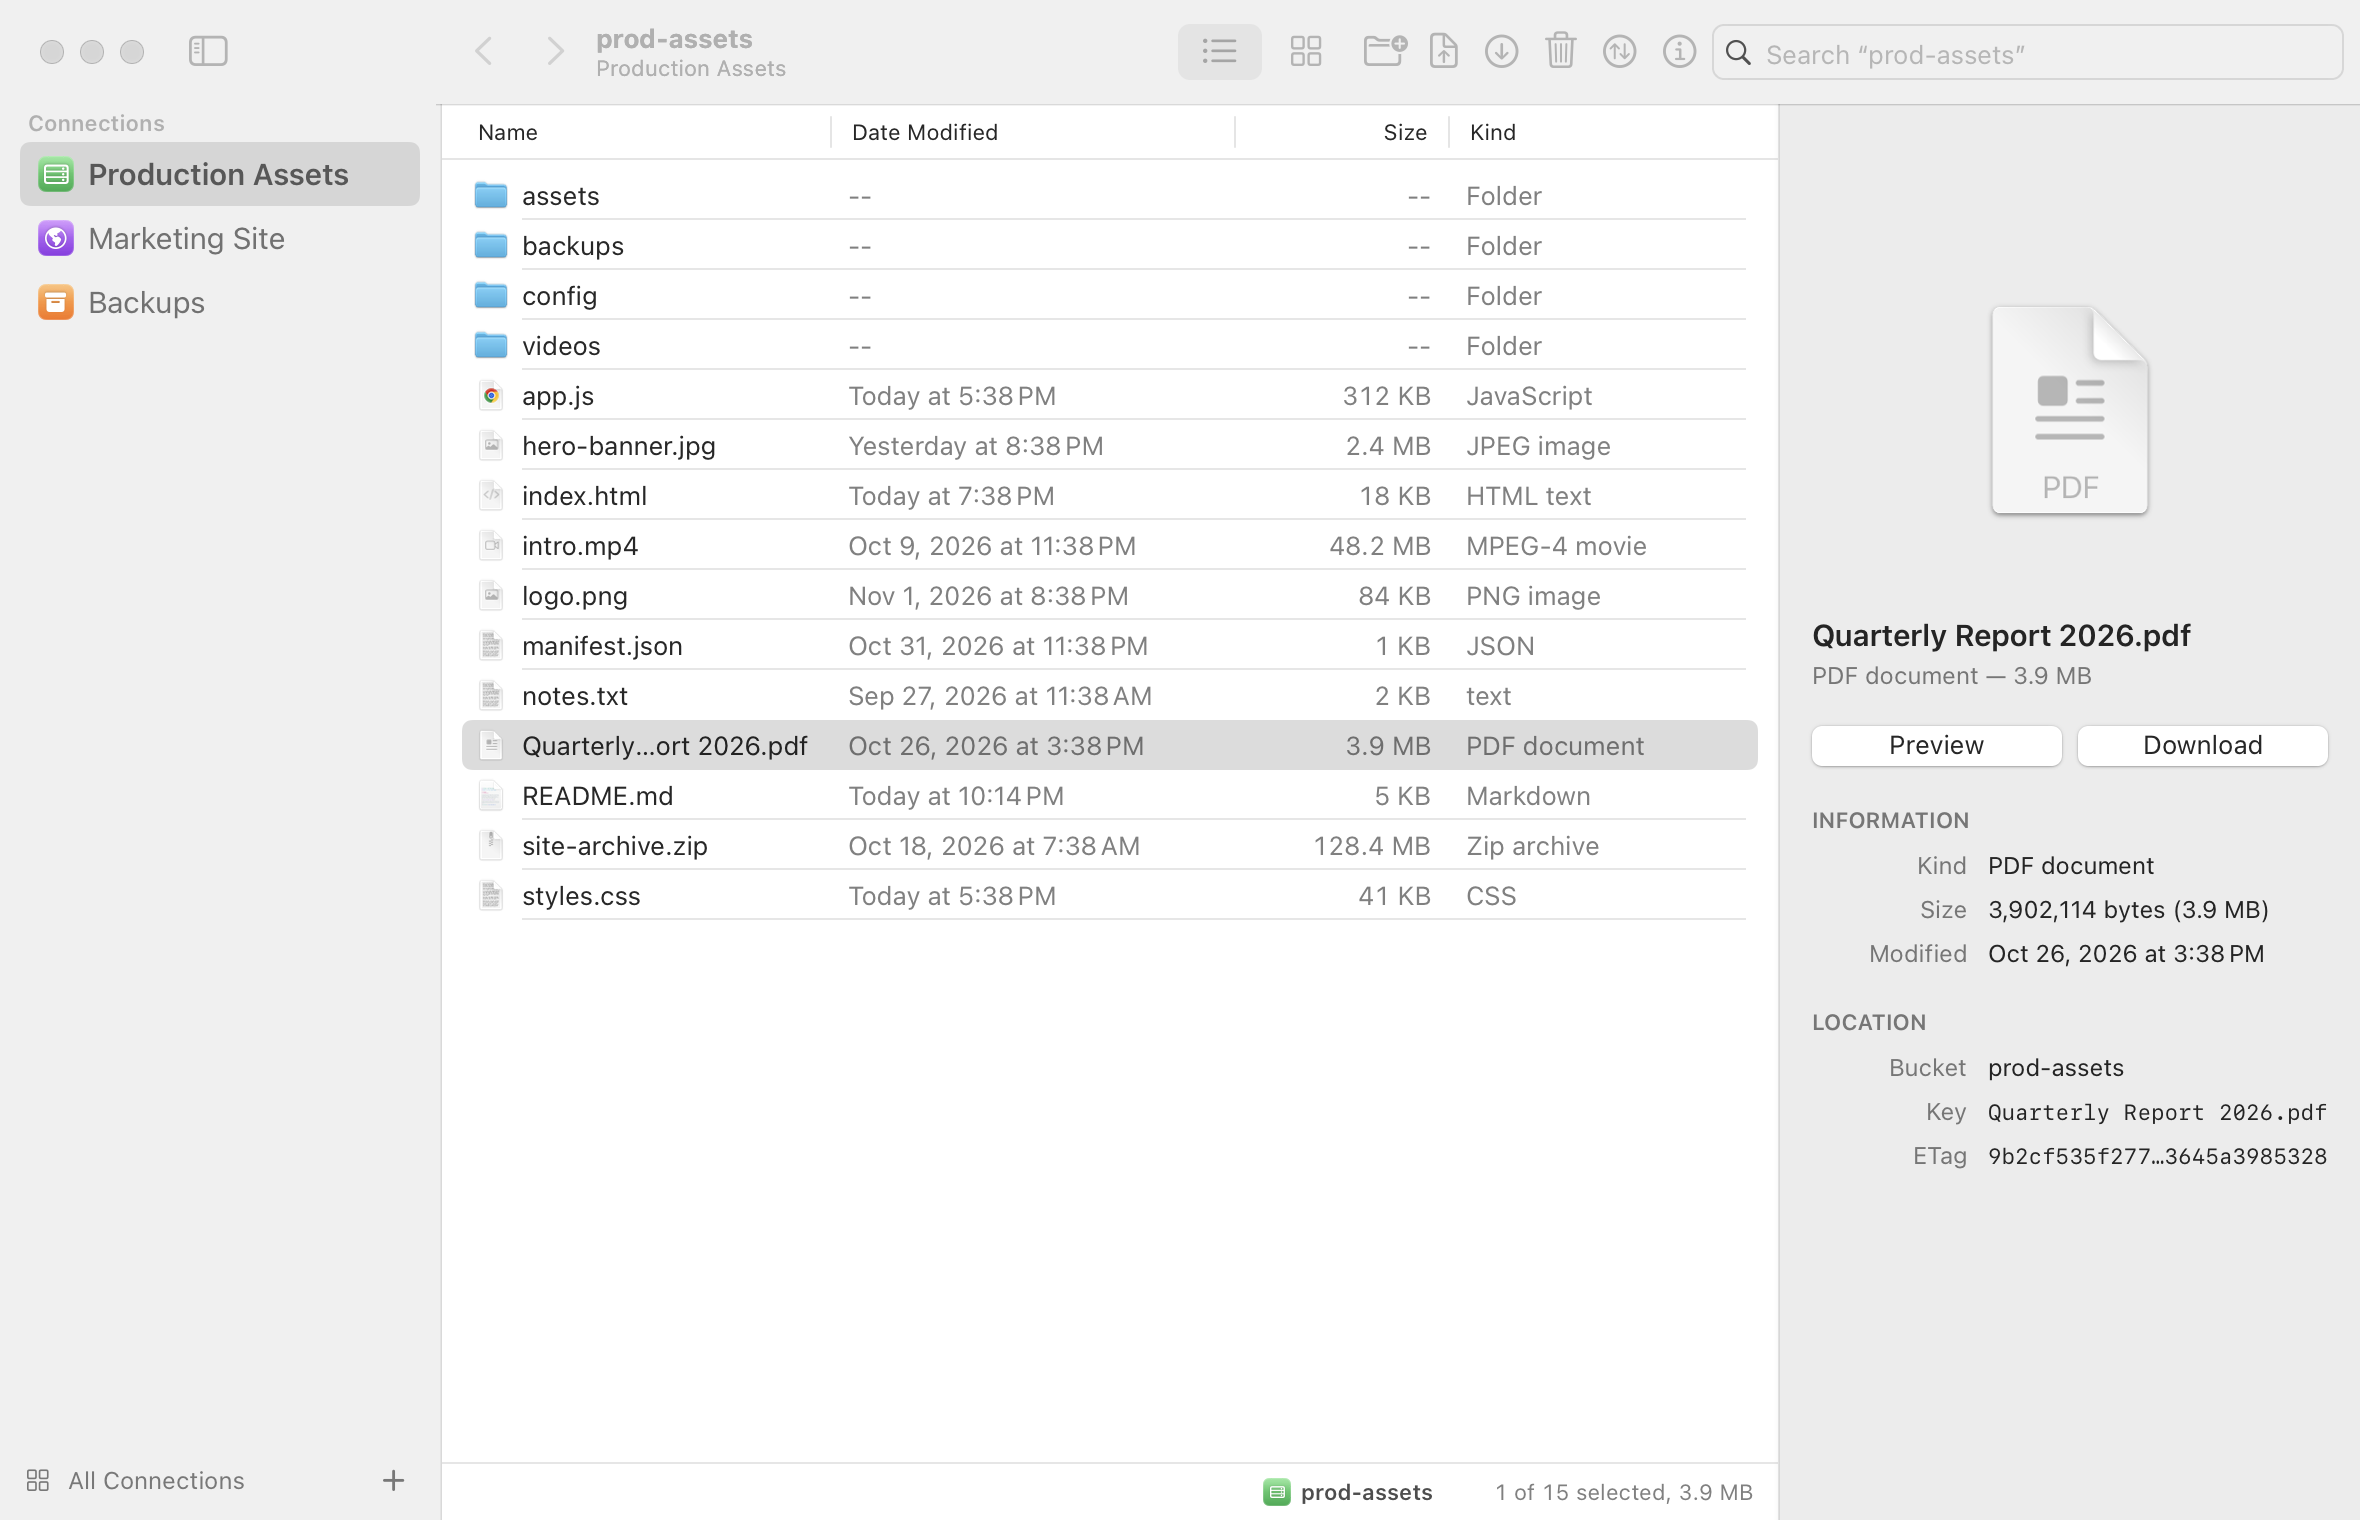 prod-assets
Production Assets
Search “prod-assets”
Connections
Production Assets
Marketing Site
Backups
All Connections
Name Date Modified Size Kind
assets -- -- Folder
backups -- -- Folder
config -- -- Folder
videos -- -- Folder
app.js Today at 5:38 PM 312 KB JavaScript
hero-banner.jpg Yesterday at 8:38 PM 2.4 MB JPEG image
index.html Today at 7:38 PM 18 KB HTML text
intro.mp4 Oct 9, 2026 at 11:38 PM 48.2 MB MPEG-4 movie
logo.png Nov 1, 2026 at 8:38 PM 84 KB PNG image
manifest.json Oct 31, 2026 at 11:38 PM 1 KB JSON
notes.txt Sep 27, 2026 at 11:38 AM 2 KB text
Quarterly...ort 2026.pdf Oct 26, 2026 at 3:38 PM 3.9 MB PDF document
README.md Today at 10:14 PM 5 KB Markdown
site-archive.zip Oct 18, 2026 at 7:38 AM 128.4 MB Zip archive
styles.css Today at 5:38 PM 41 KB CSS
prod-assets 1 of 15 selected, 3.9 MB
PDF
Quarterly Report 2026.pdf
PDF document — 3.9 MB
Preview Download
INFORMATION
Kind PDF document
Size 3,902,114 bytes (3.9 MB)
Modified Oct 26, 2026 at 3:38 PM
LOCATION
Bucket prod-assets
Key Quarterly Report 2026.pdf
ETag 9b2cf535f277…3645a3985328